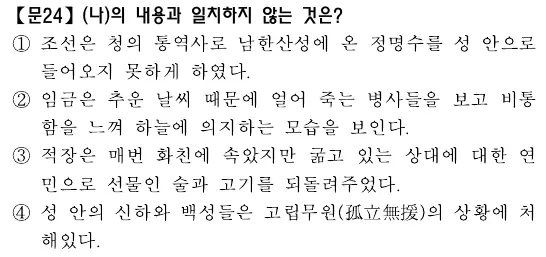 【문24】 (나)의 내용과 일치하지 않는 것은?
① 조선은 청의 통역사로 남한산성에 온 정명수를 성 안으로
들어오지 못하게 하였다.
② 임금은 추운 날씨 때문에 얼어 죽는 병사들을 보고 비통
함을 느껴 하늘에 의지하는 모습을 보인다.
③ 적장은 매번 화친에 속았지만 굶고 있는 상대에 대한 연
민으로 선물인 술과 고기를 되돌려주었다.
④ 성 안의 신하와 백성들은 고립무원(孤立無援)의 상황에 처
해있다.